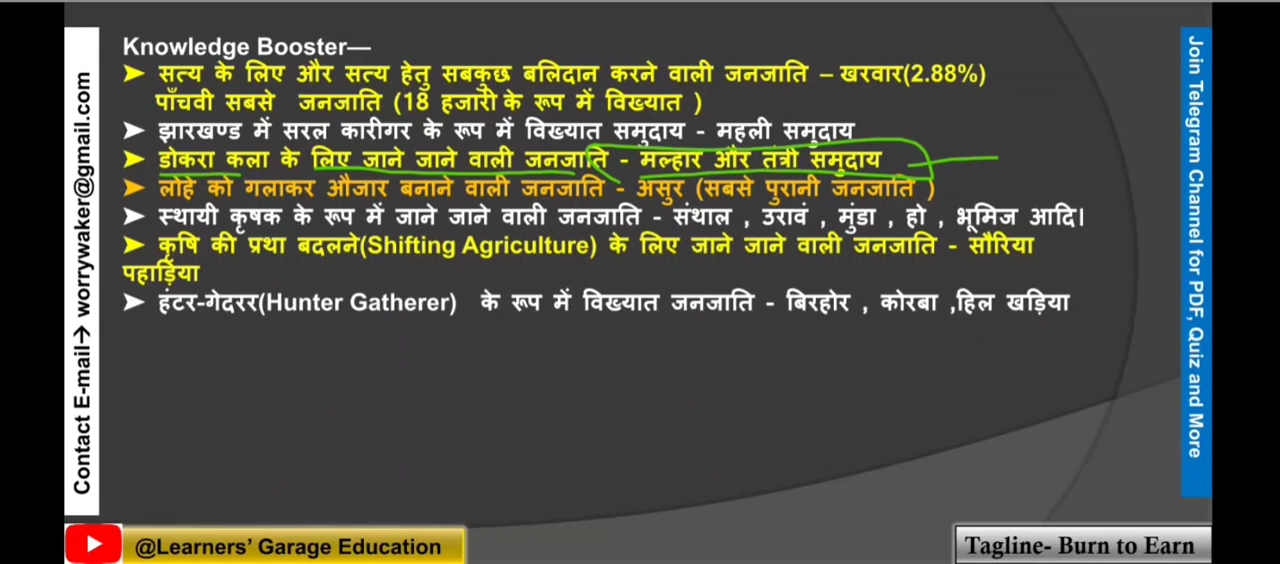 Knowledge Booster—
➤ सत्य के लिए और सत्य हेतु सबकुछ बलिदान करने वाली जनजाति – खरवार(2.88%)
पाँचवी सबसे जनजाति (18 हजारी के रूप में विख्यात )
➤ झारखण्ड में सरल कारीगर के रूप में विख्यात समुदाय - महली समुदाय
➤ डोकरा कला के लिए जाने जाने वाली जनजाति - मल्हार और तंत्री समुदाय
➤ लोहे को गलाकर औजार बनाने वाली जनजाति - असुर (सबसे पुरानी जनजाति )
➤ स्थायी कृषक के रूप में जाने जाने वाली जनजाति - संथाल , उरावं , मुंडा , हो , भूमिज आदि।
➤ कृषि की प्रथा बदलने(Shifting Agriculture) के लिए जाने जाने वाली जनजाति - सौरिया
पहाड़िया
➤ हंटर-गेदरर(Hunter Gatherer) के रूप में विख्यात जनजाति - बिरहोर , कोरबा ,हिल खड़िया
Contact E-mail→ worrywaker@gmail.com
Join Telegram Channel for PDF, Quiz and More
@Learners' Garage Education
Tagline- Burn to Earn